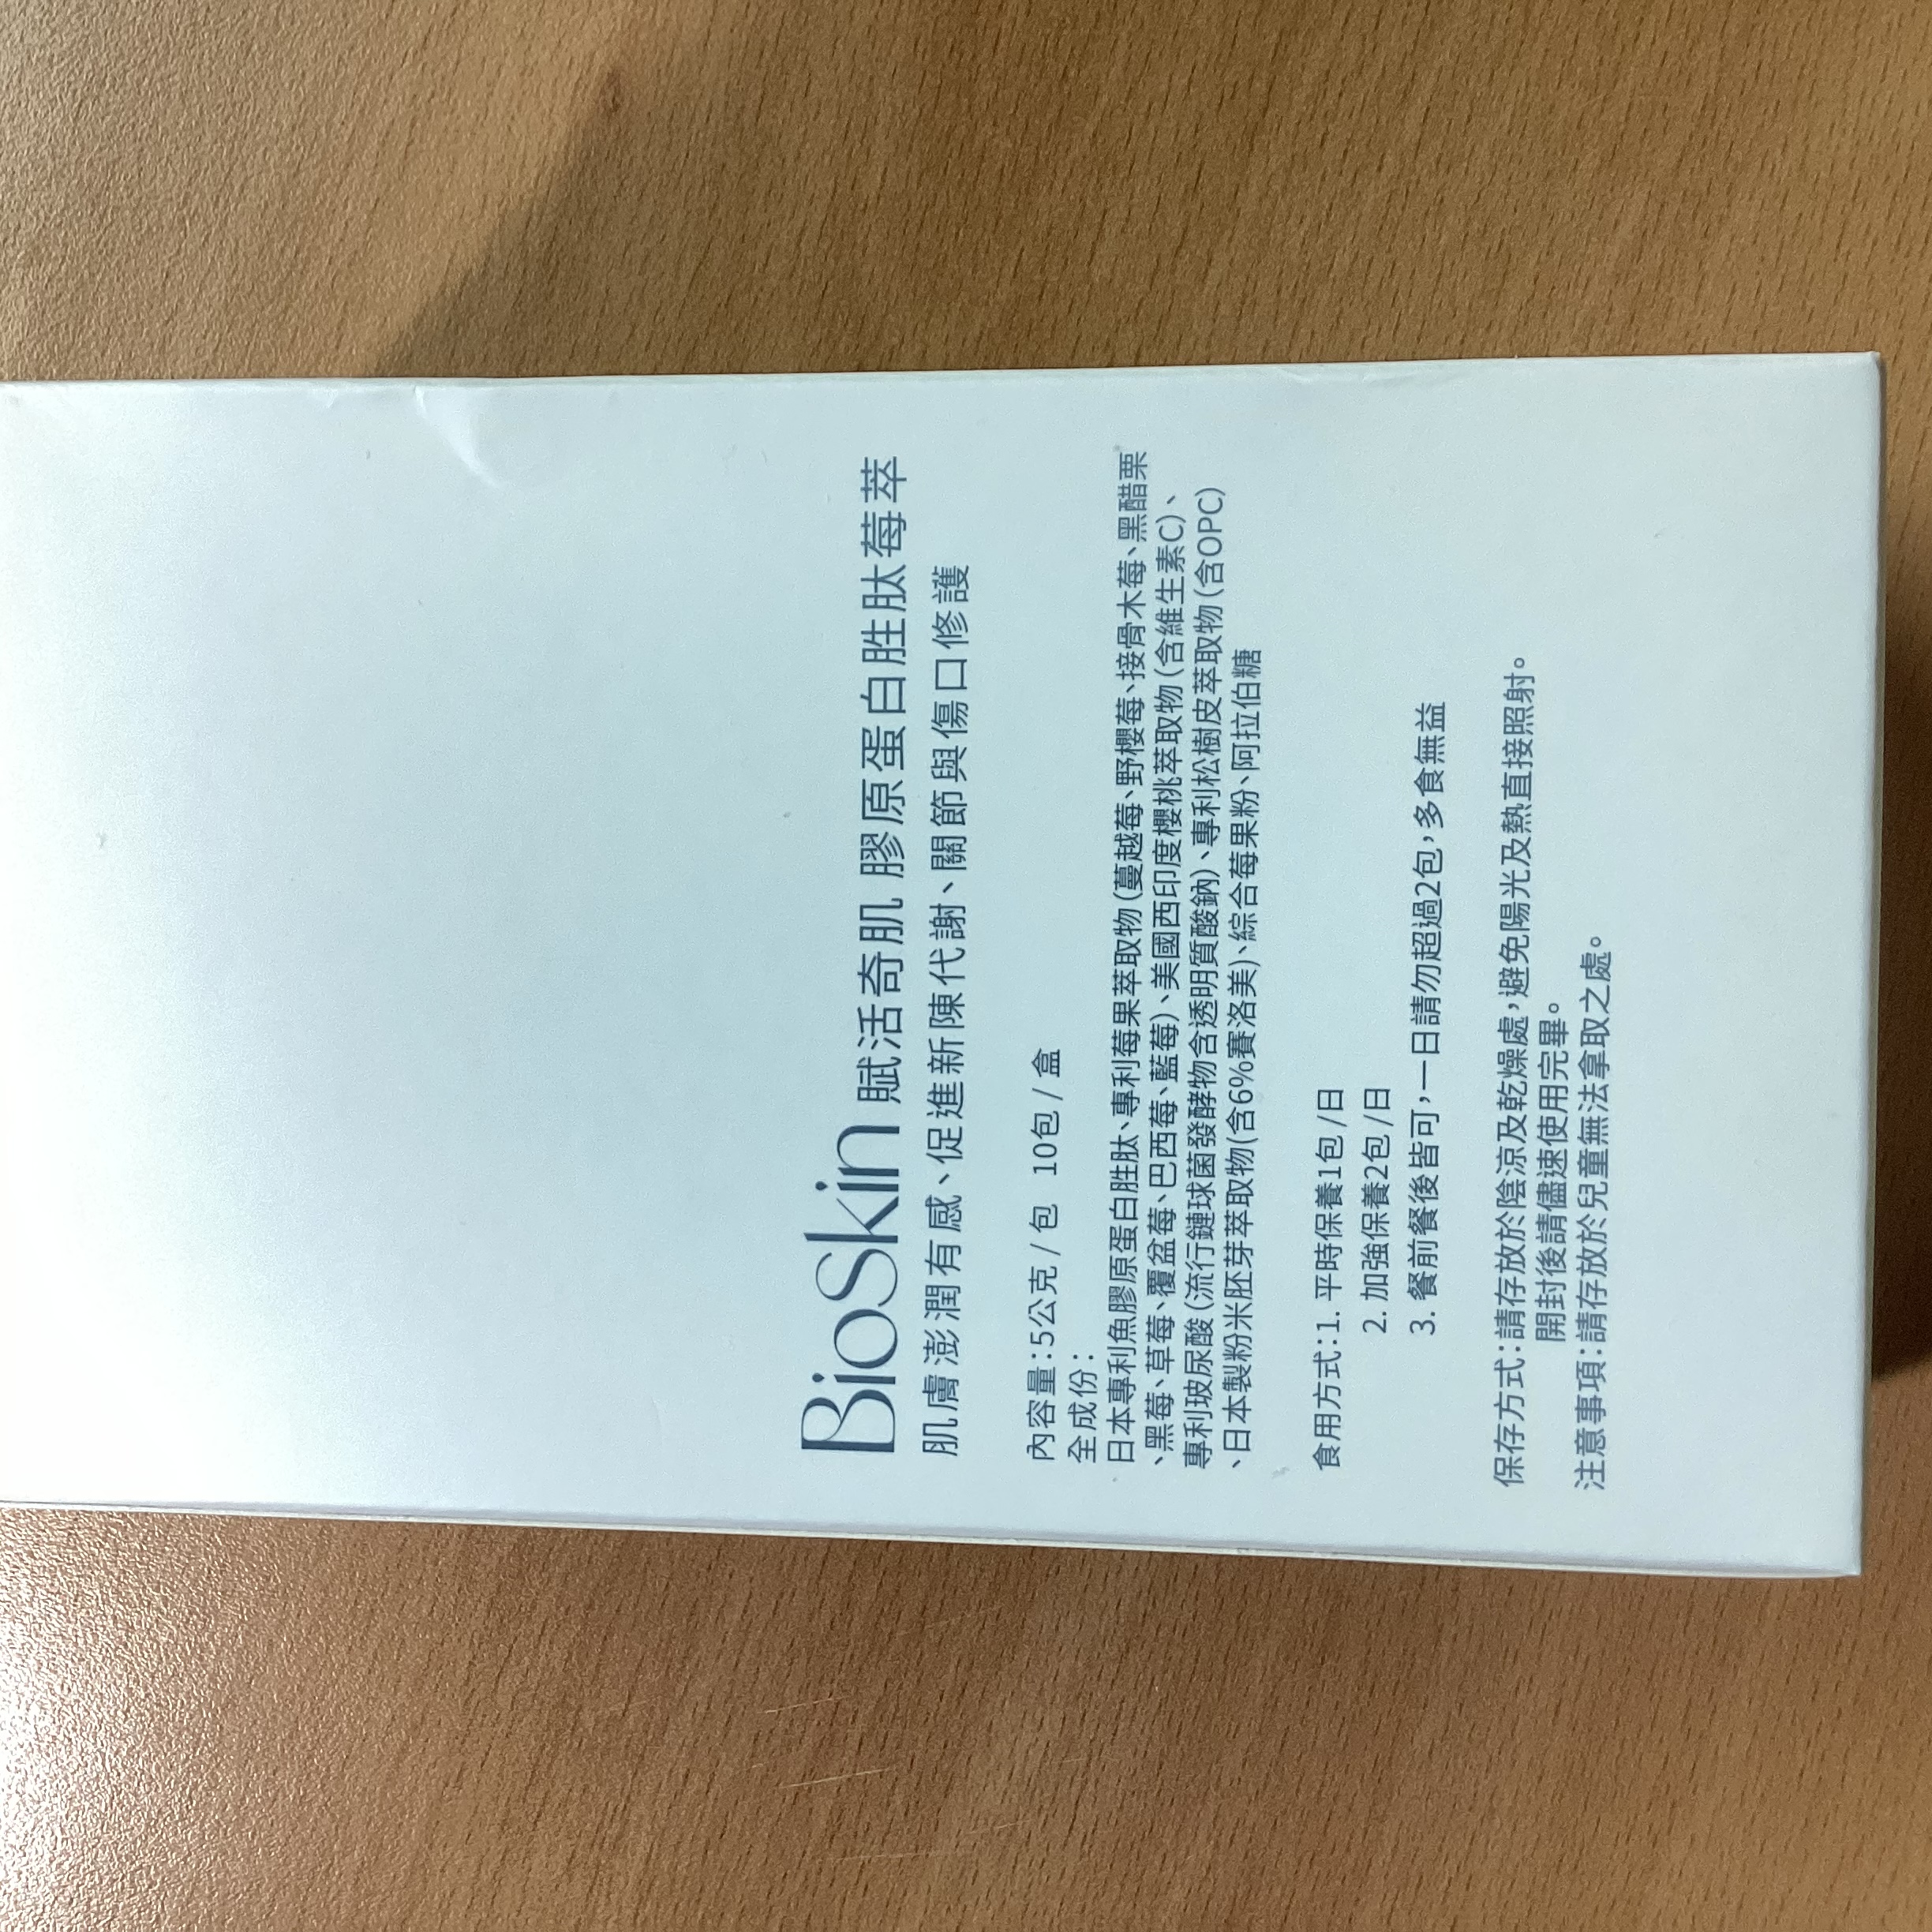 BioSkin 賦活奇肌 膠原蛋白胜肽莓萃
肌膚澎潤有感、促進新陳代謝、關節與傷口修護
內容量:5公克/包 10包/盒
全成份:
日本專利魚膠原蛋白胜肽、專利莓果萃取物(蔓越莓、野櫻莓、接骨木莓、黑醋栗
、黑莓、草莓、覆盆莓、巴西莓、藍莓)、美國西印度櫻桃萃取物(含維生素C)、
專利玻尿酸(流行鏈球菌發酵物含透明質酸鈉)、專利松樹皮萃取物(含OPC)
、日本製粉米胚芽萃取物(含6%賽洛美)、綜合莓果粉、阿拉伯糖
食用方式:1. 平時保養1包/日
2. 加強保養2包/日
3. 餐前餐後皆可,一日請勿超過2包,多食無益
保存方式:請存放於陰涼及乾燥處,避免陽光及熱直接照射。
開封後請儘速使用完畢。
注意事項:請存放於兒童無法拿取之處。